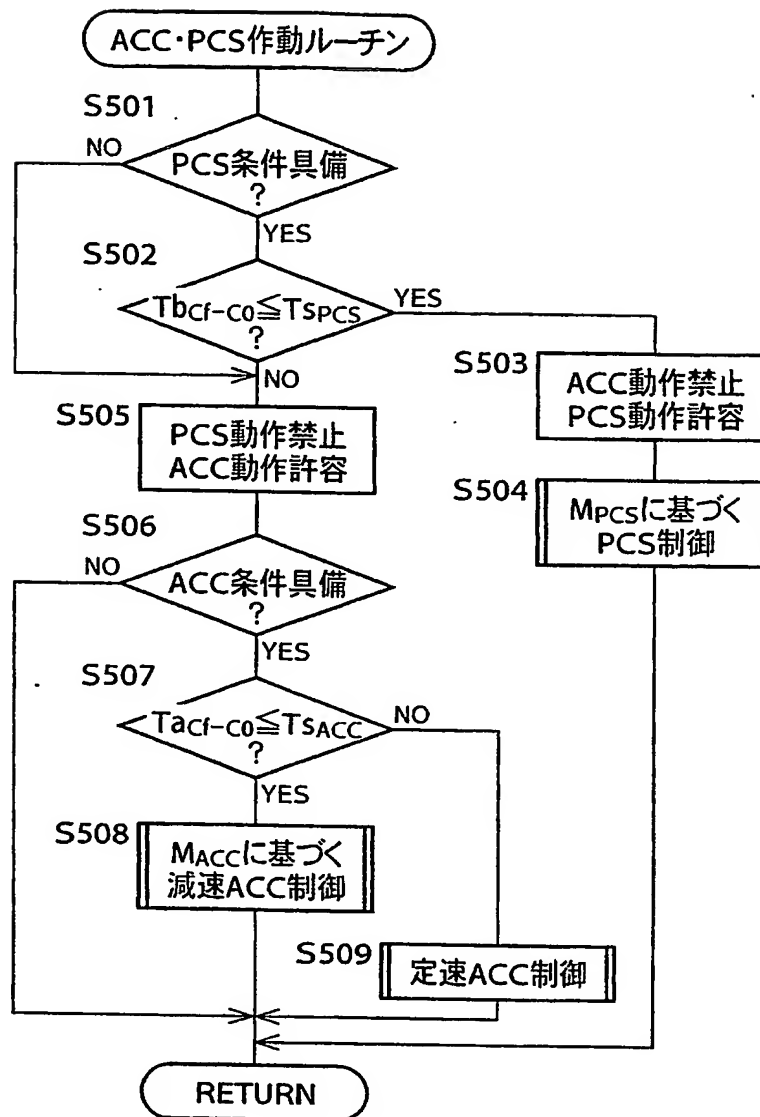 ACC・PCS作動ルーチン
S501
NO
PCS条件具備
?
YES
S502
TbCf-C0≦TsPCS
?
YES
NO
S503
ACC動作禁止
PCS動作許容
S504
MPCSに基づく
PCS制御
S505
PCS動作禁止
ACC動作許容
S506
NO
ACC条件具備
?
YES
S507
TaCf-C0≦TsACC
?
NO
YES
S508
MACCに基づく
減速ACC制御
S509
定速ACC制御
RETURN